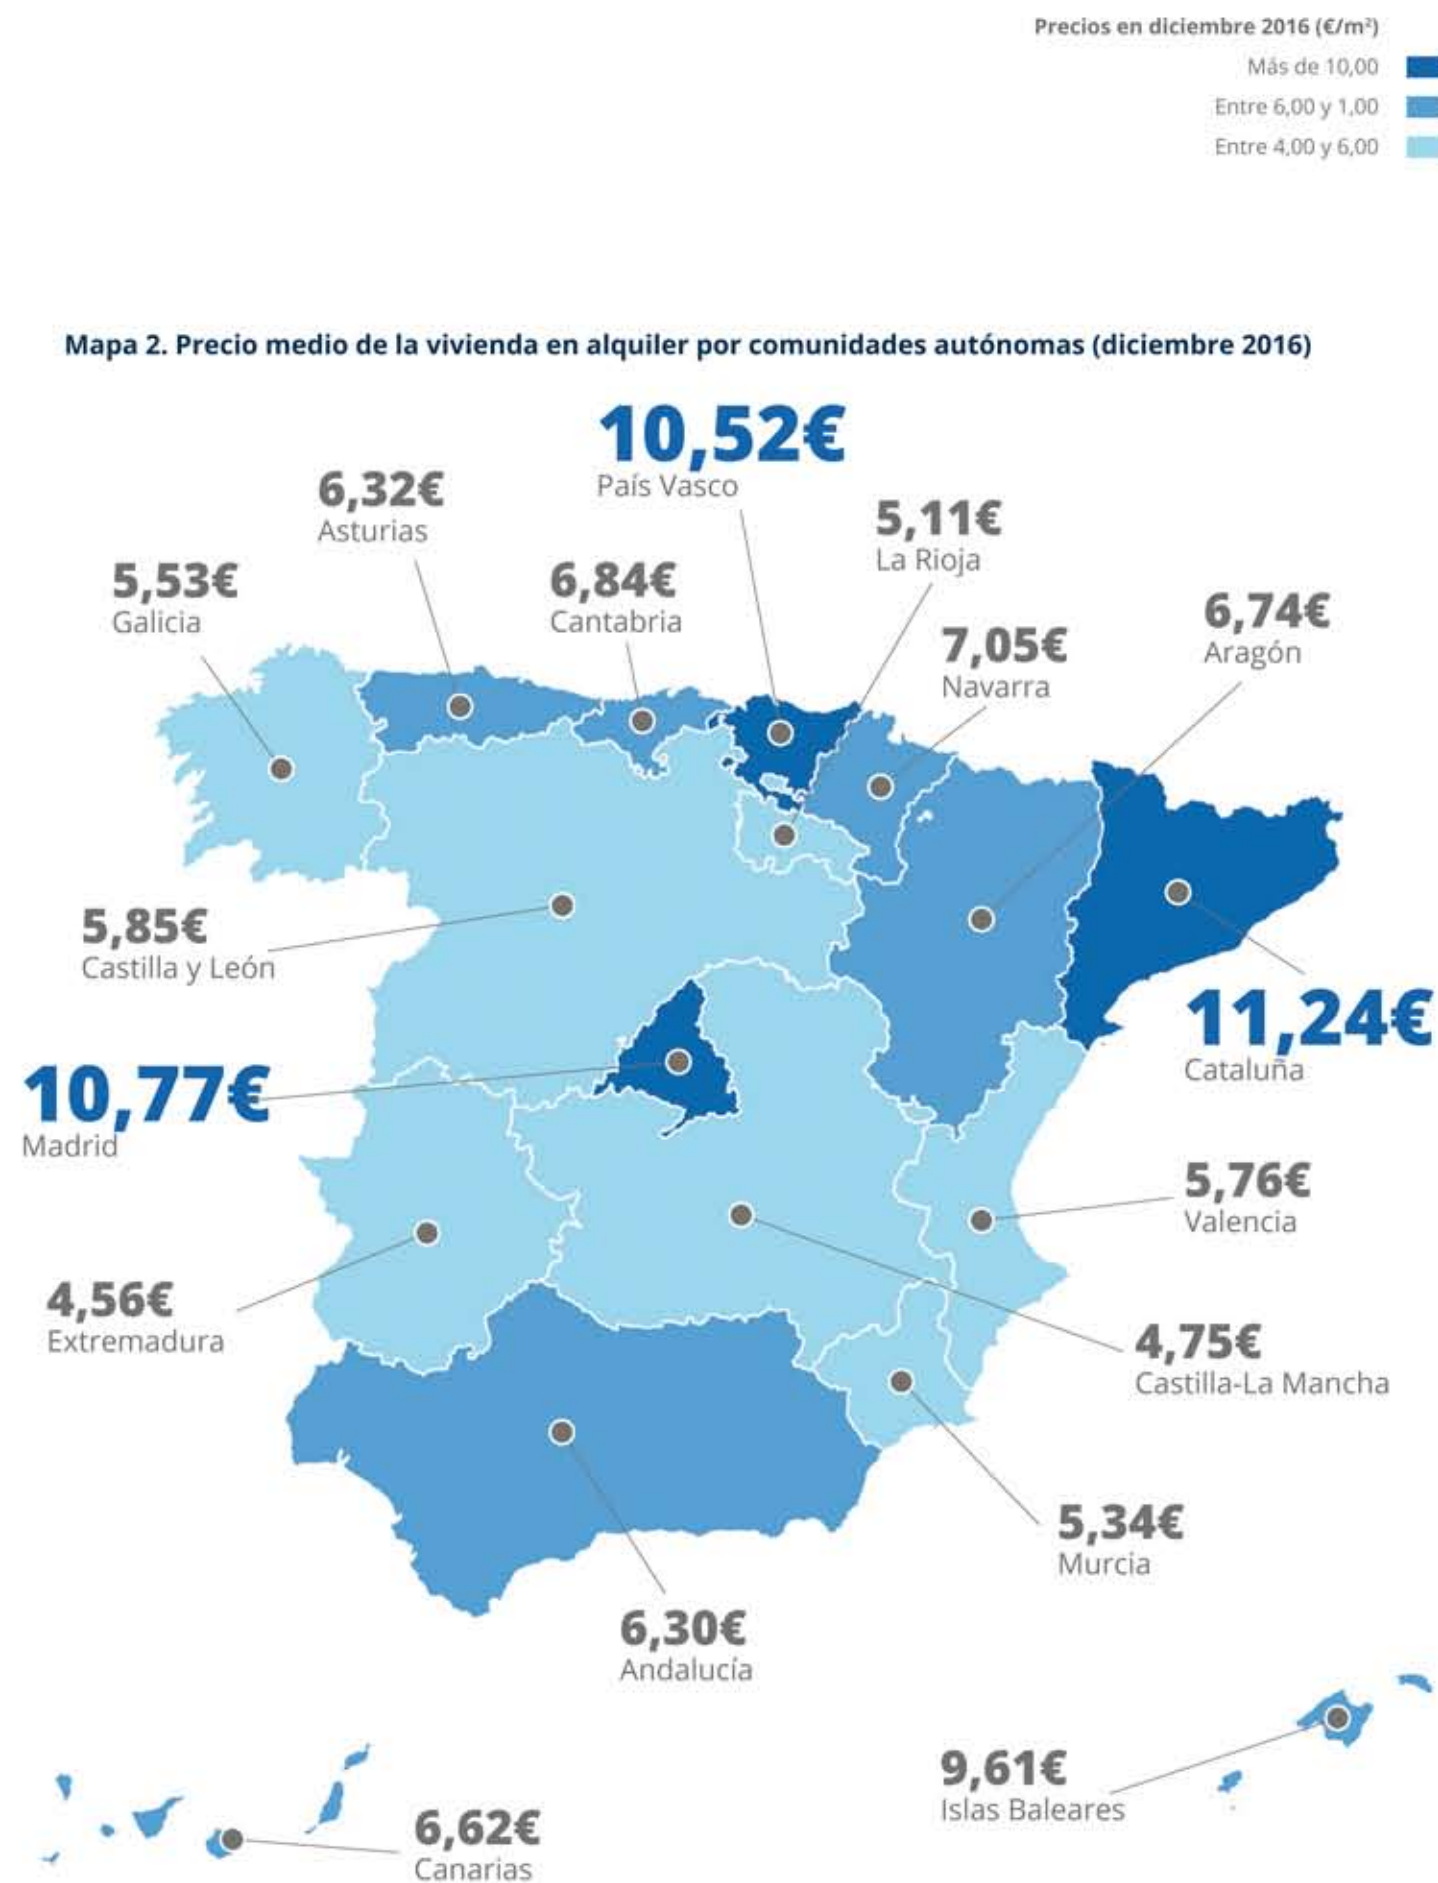 Precios en diciembre 2016 (€/m²)
Más de 10,00
Entre 6,00 y 1,00
Entre 4,00 y 6,00
Mapa 2. Precio medio de la vivienda en alquiler por comunidades autónomas (diciembre 2016)
10,52€
País Vasco
6,32€
Asturias
5,11€
La Rioja
5,53€
Galicia
6,84€
Cantabria
6,74€
Aragón
7,05€
Navarra
5,85€
Castilla y León
11,24€
Cataluña
10,77€
Madrid
5,76€
Valencia
4,56€
Extremadura
4,75€
Castilla-La Mancha
5,34€
Murcia
6,30€
Andalucía
9,61€
Islas Baleares
6,62€
Canarias